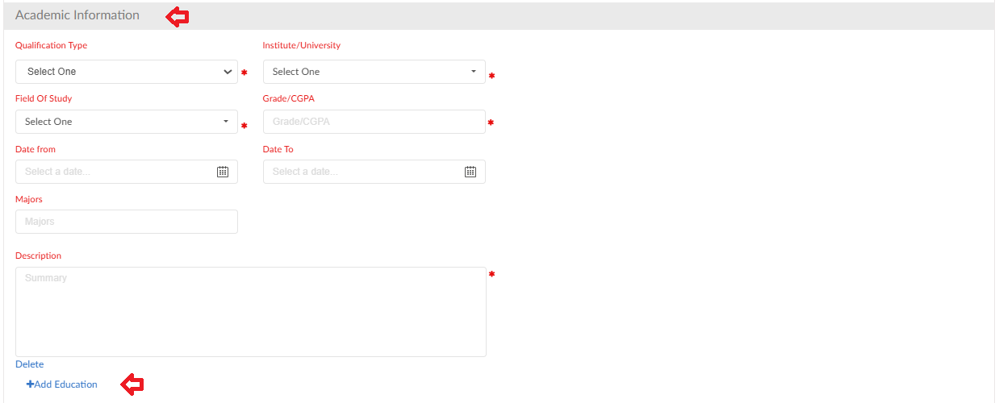 Academic Information
Qualification Type Institute/University
Select One * Select One *
Field Of Study Grade/CGPA
Select One * Grade/CGPA *
Date from Date To
Select a date... Select a date...
Majors
Majors
Description
Summary *
Delete
+Add Education